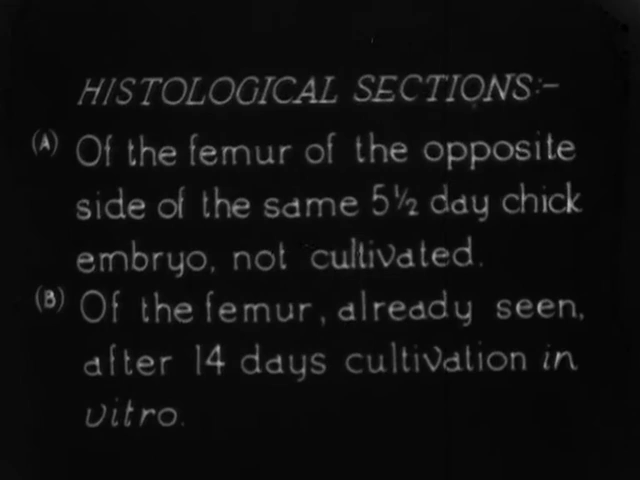 HISTOLOGICAL SECTIONS:-
(A) Of the femur of the opposite
side of the same 5½ day chick
embryo, not cultivated.
(B) Of the femur, already seen,
after 14 days cultivation in
vitro.